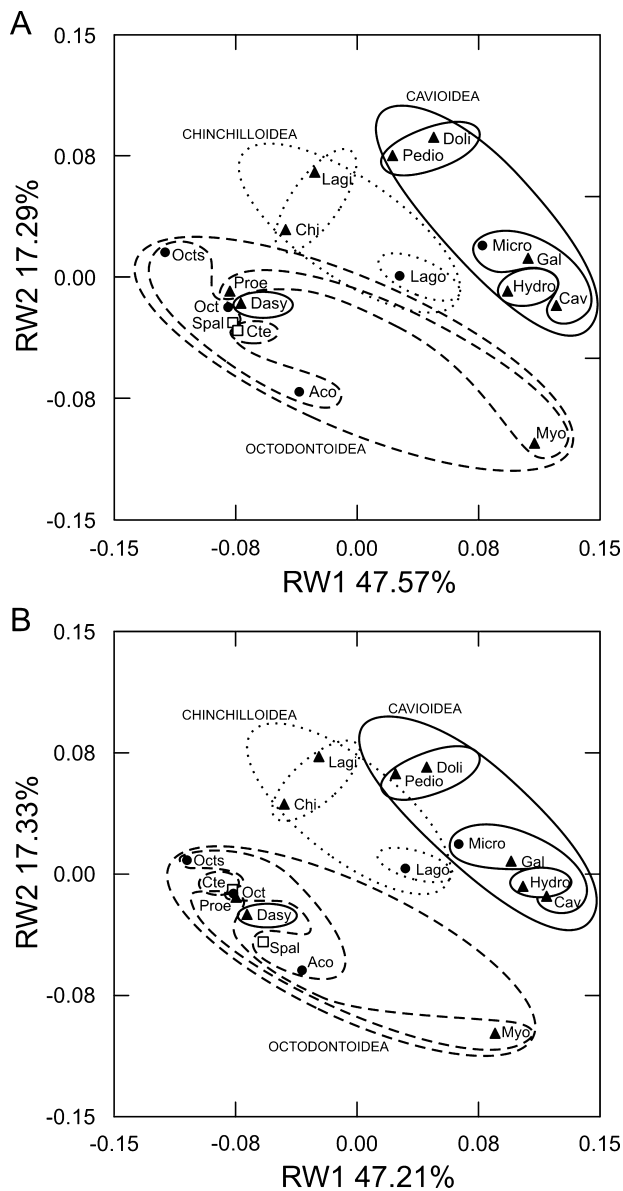 A
0.15
CAVIOIDEA
CHINCHILLOIDEA
Doli
Pedio
0.08
Lagi
Chi
Micro
Octs
Gal
Lago
0.00
Proe
Hydro
Dasy
Cav
Oct
Spal
Cte
RW2 17.29%
Aco
-0.08
Myo
OCTODONTOIDEA
-0.15
-0.15 -0.08 0.00 0.08 0.15
RW1 47.57%
B
0.15
CHINCHILLOIDEA CAVIOIDEA
0.08
Lagi
Doli
Pedio
Chi
Micro
Octs
Gal
Lago
0.00
Cte
Hydro
Oct
Proe
Cav
Dasy
RW2 17.33%
Spal
Aco
-0.08
Myo
OCTODONTOIDEA
-0.15
-0.15 -0.08 0.00 0.08 0.15
RW1 47.21%